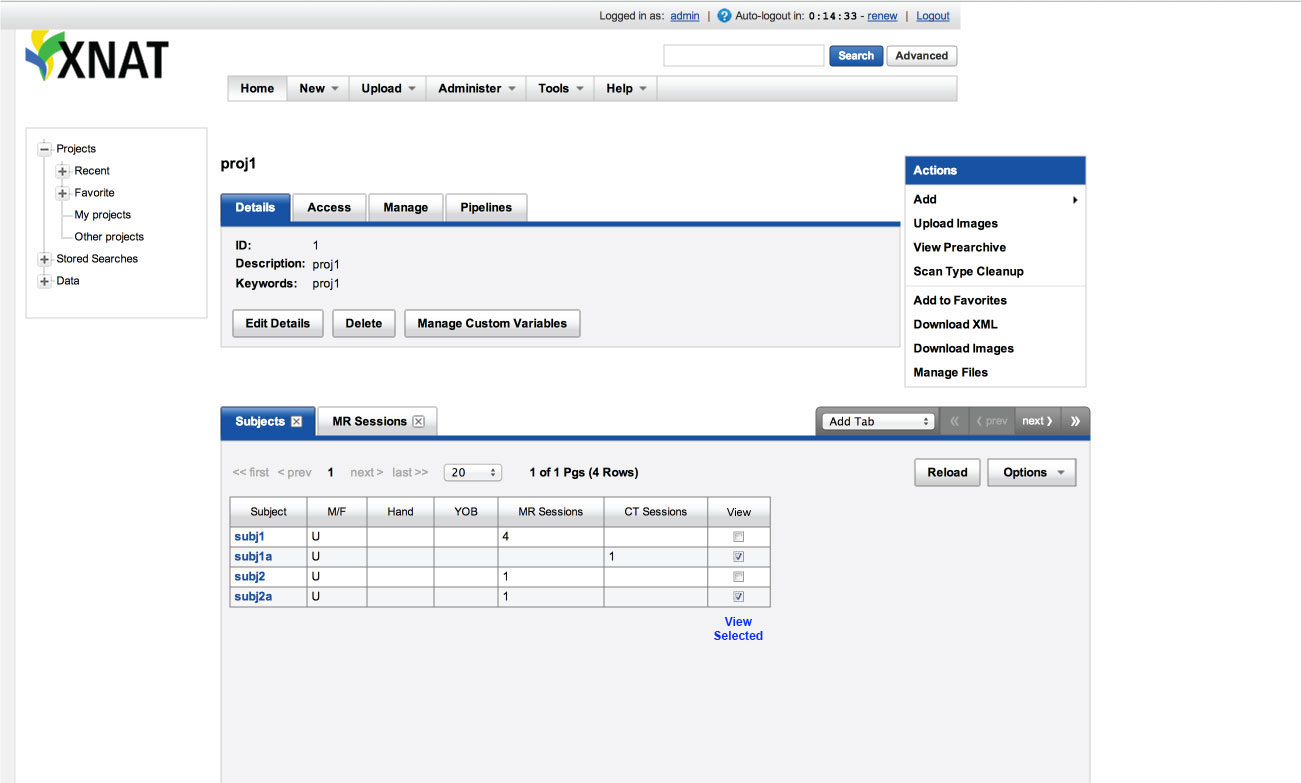 Logged in as: admin | ? Auto-logout in: 0:14:33 - renew | Logout
XNAT
Search Advanced
Home New Upload Administer Tools Help
Projects
Recent
Favorite
My projects
Other projects
Stored Searches
Data
proj1
Details Access Manage Pipelines
ID: 1
Description: proj1
Keywords: proj1
Edit Details Delete Manage Custom Variables
Actions
Add
Upload Images
View Prearchive
Scan Type Cleanup
Add to Favorites
Download XML
Download Images
Manage Files
Subjects MR Sessions Add Tab « ‹ prev next › »
<< first < prev 1 next > last >> 20 1 of 1 Pgs (4 Rows) Reload Options
Subject M/F Hand YOB MR Sessions CT Sessions View
subj1 U 4
subj1a U 1
subj2 U 1
subj2a U 1
View
Selected